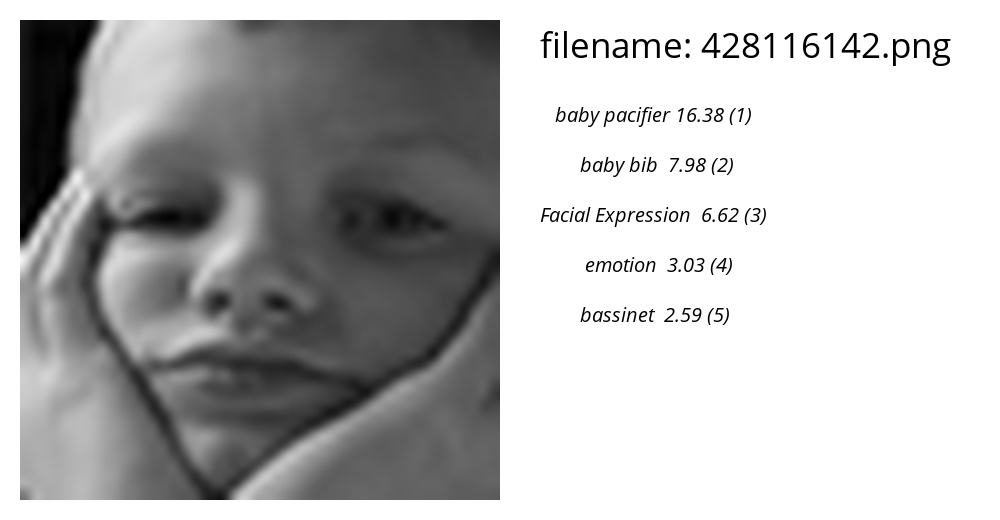 filename: 428116142.png
baby pacifier 16.38 (1)
baby bib 7.98 (2)
Facial Expression 6.62 (3)
emotion 3.03 (4)
bassinet 2.59 (5)